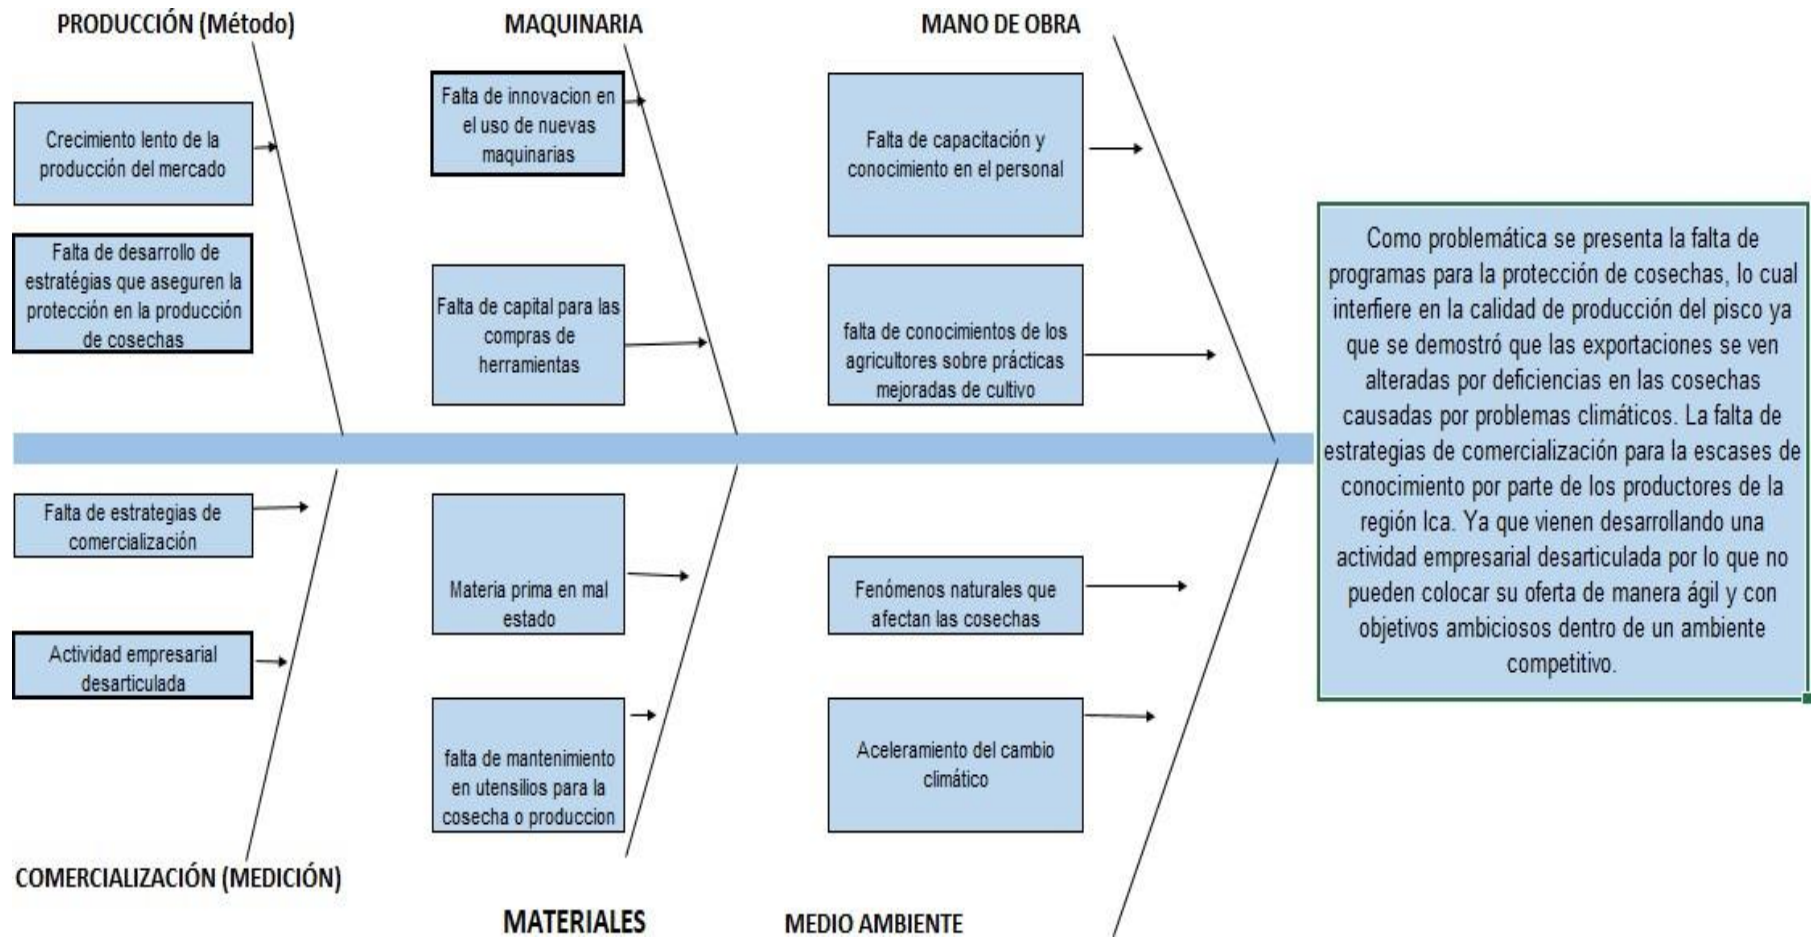 PRODUCCIÓN (Método)
Crecimiento lento de la
producción del mercado
Falta de desarrollo de
estratégias que aseguren la
protección en la producción
de cosechas
MAQUINARIA
Falta de innovacion en
el uso de nuevas
maquinarias
Falta de capital para las
compras de
herramientas
MANO DE OBRA
Falta de capacitación y
conocimiento en el personal
falta de conocimientos de los
agricultores sobre prácticas
mejoradas de cultivo
Falta de estrategias de
comercialización
Actividad empresarial
desarticulada
COMERCIALIZACIÓN (MEDICIÓN)
Materia prima en mal
estado
falta de mantenimiento
en utensilios para la
cosecha o produccion
MATERIALES
Fenómenos naturales que
afectan las cosechas
Aceleramiento del cambio
climático
MEDIO AMBIENTE
Como problemática se presenta la falta de
programas para la protección de cosechas, lo cual
interfiere en la calidad de producción del pisco ya
que se demostró que las exportaciones se ven
alteradas por deficiencias en las cosechas
causadas por problemas climáticos. La falta de
estrategias de comercialización para la escases de
conocimiento por parte de los productores de la
región Ica. Ya que vienen desarrollando una
actividad empresarial desarticulada por lo que no
pueden colocar su oferta de manera ágil y con
objetivos ambiciosos dentro de un ambiente
competitivo.